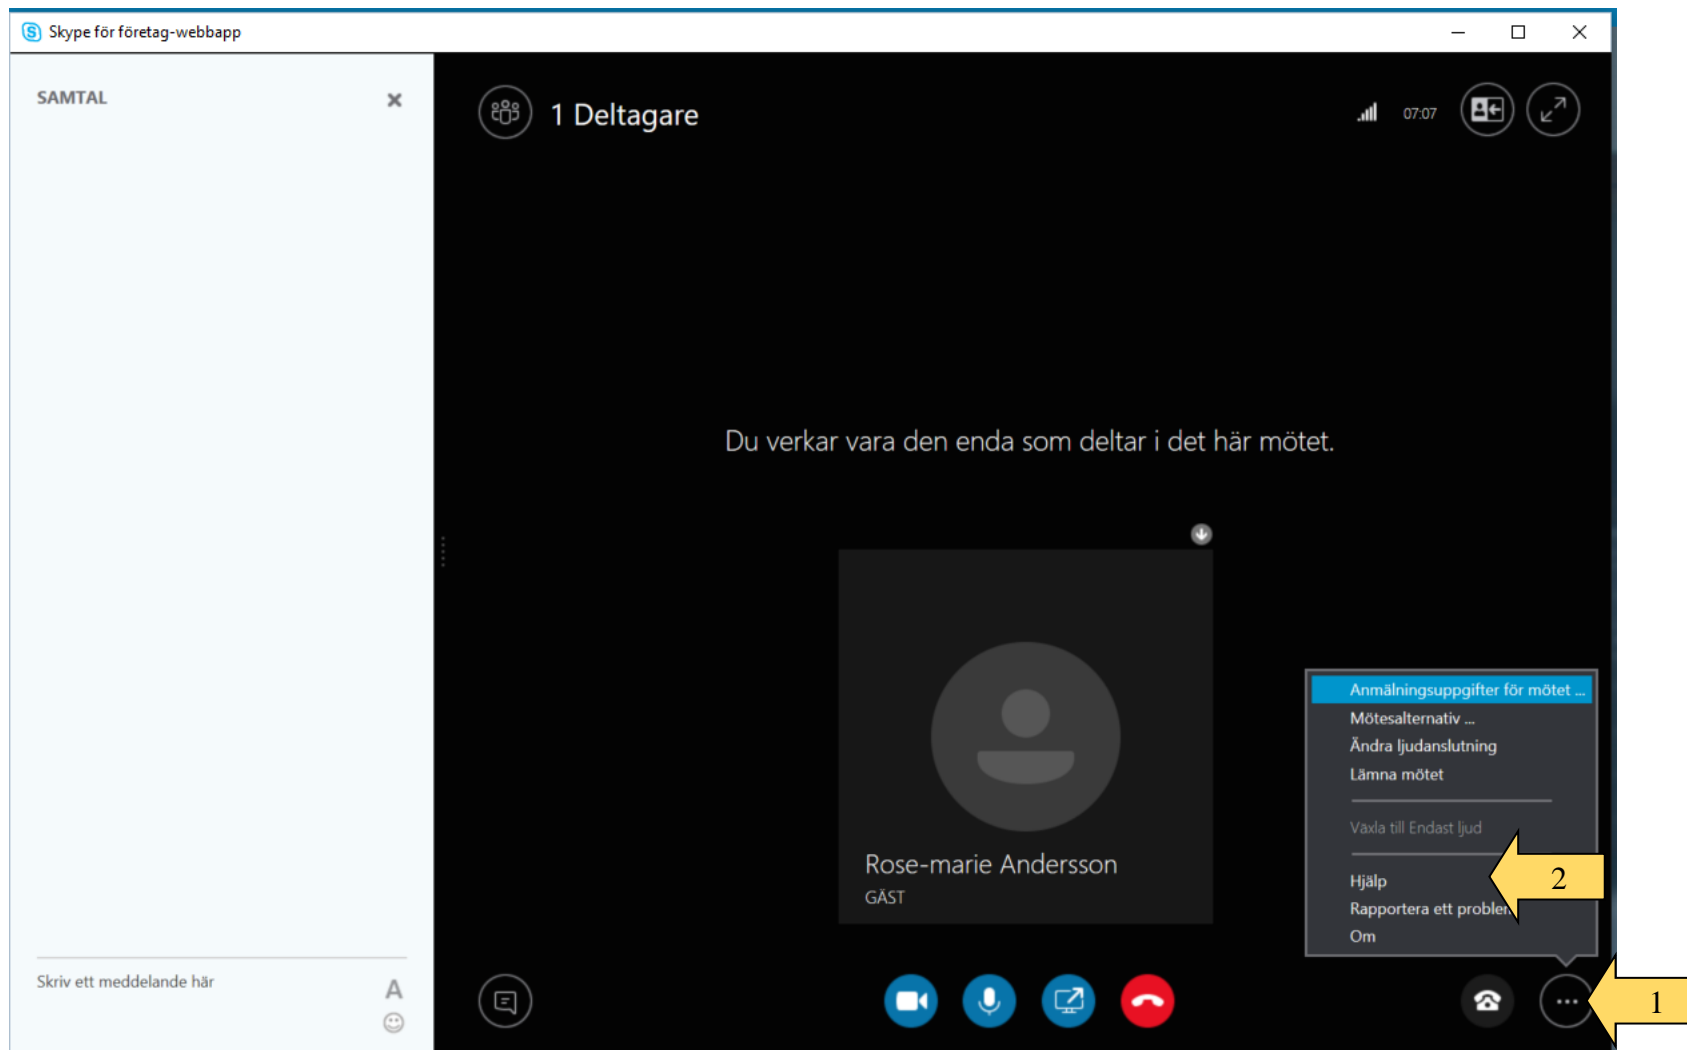 Skype för företag-webbapp
SAMTAL
1 Deltagare
07:07
Du verkar vara den enda som deltar i det här mötet.
Rose-marie Andersson
GÄST
Anmälningsuppgifter för mötet ...
Mötesalternativ ...
Ändra ljudanslutning
Lämna mötet
Växla till Endast ljud
Hjälp
2
Rapportera ett problem
Om
Skriv ett meddelande här
A
1